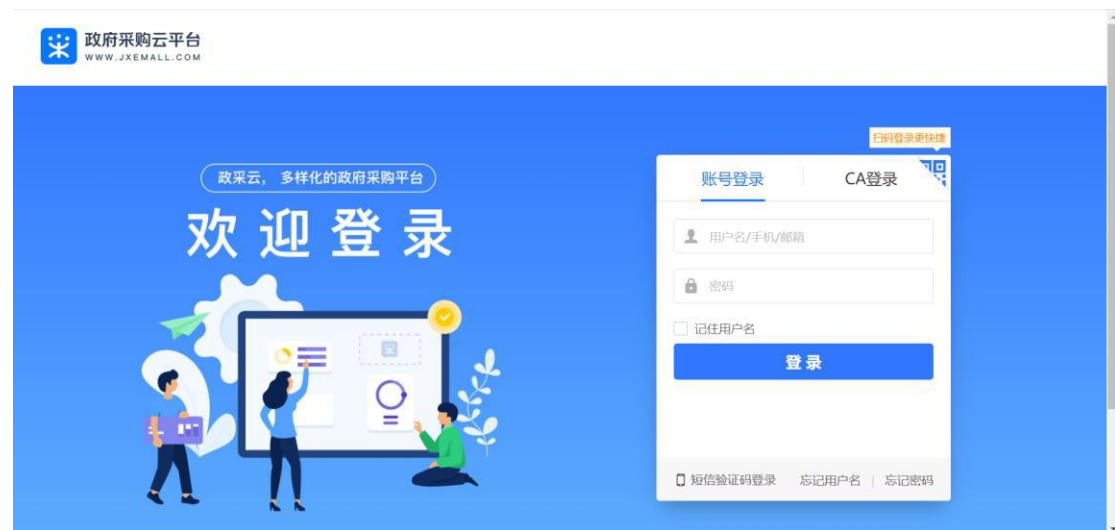 政府采购云平台
WWW.JXEMALL.COM
扫码登录更快捷
政采云，多样化的政府采购平台
欢迎登录
采
账号登录
CA登录
用户名/手机/邮箱
密码
记住用户名
登录
短信验证码登录
忘记用户名 | 忘记密码